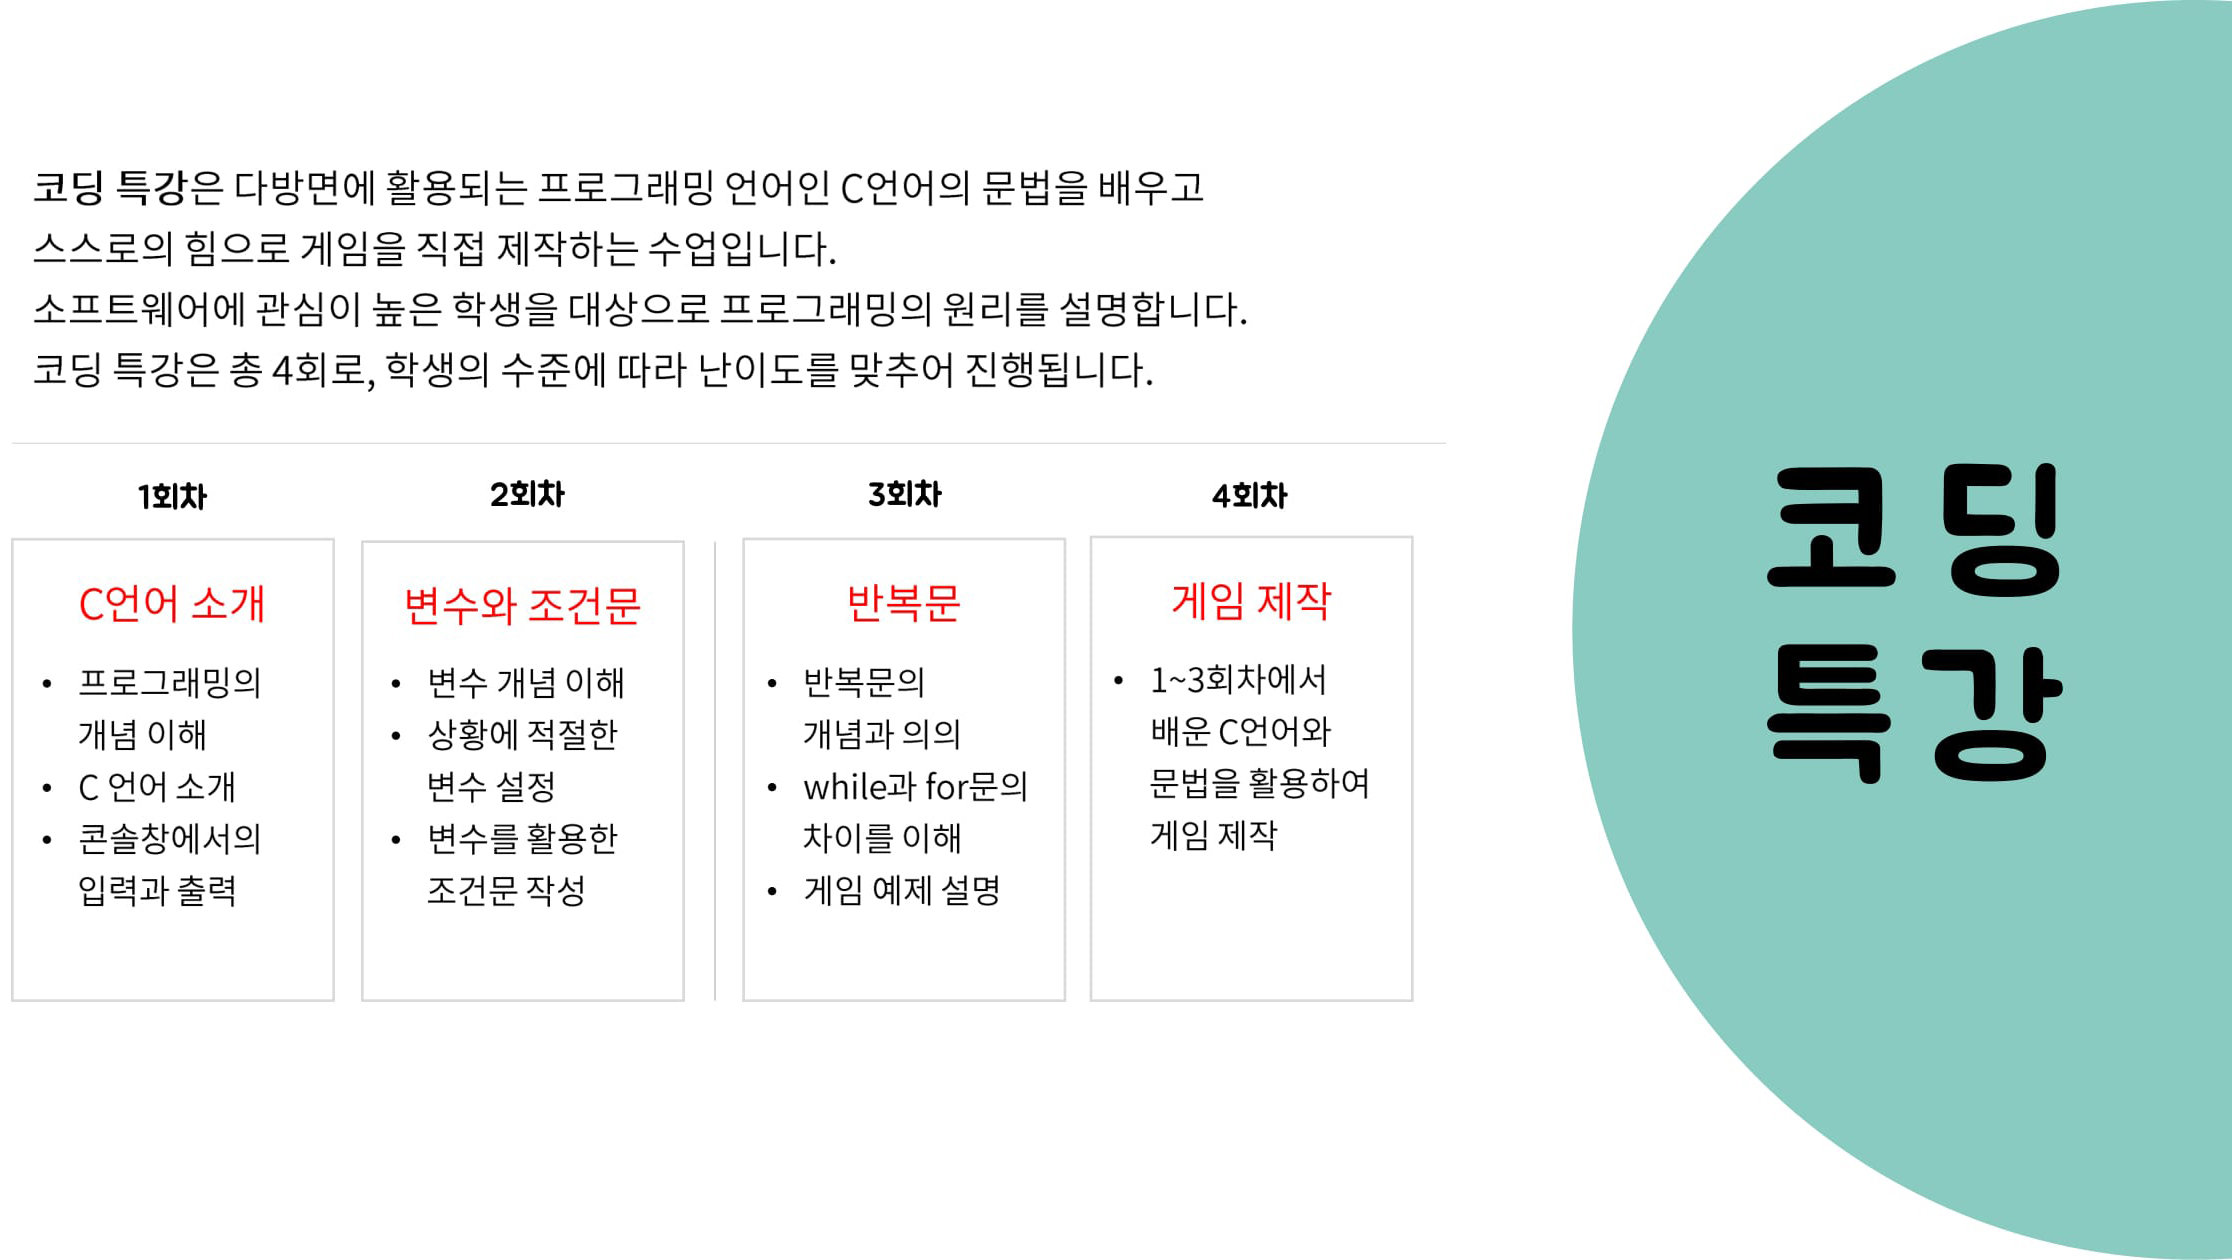 코딩 특강은 다방면에 활용되는 프로그래밍 언어인 C언어의 문법을 배우고
스스로의 힘으로 게임을 직접 제작하는 수업입니다.
소프트웨어에 관심이 높은 학생을 대상으로 프로그래밍의 원리를 설명합니다.
코딩 특강은 총 4회로, 학생의 수준에 따라 난이도를 맞추어 진행됩니다.
1회차
C언어 소개
• 프로그래밍의
개념 이해
• C 언어 소개
• 콘솔창에서의
입력과 출력
2회차
변수와 조건문
• 변수 개념 이해
• 상황에 적절한
변수 설정
• 변수를 활용한
조건문 작성
3회차
반복문
• 반복문의
개념과 의의
• while과 for문의
차이를 이해
• 게임 예제 설명
4회차
게임 제작
• 1~3회차에서
배운 C언어와
문법을 활용하여
게임 제작
코딩
특강